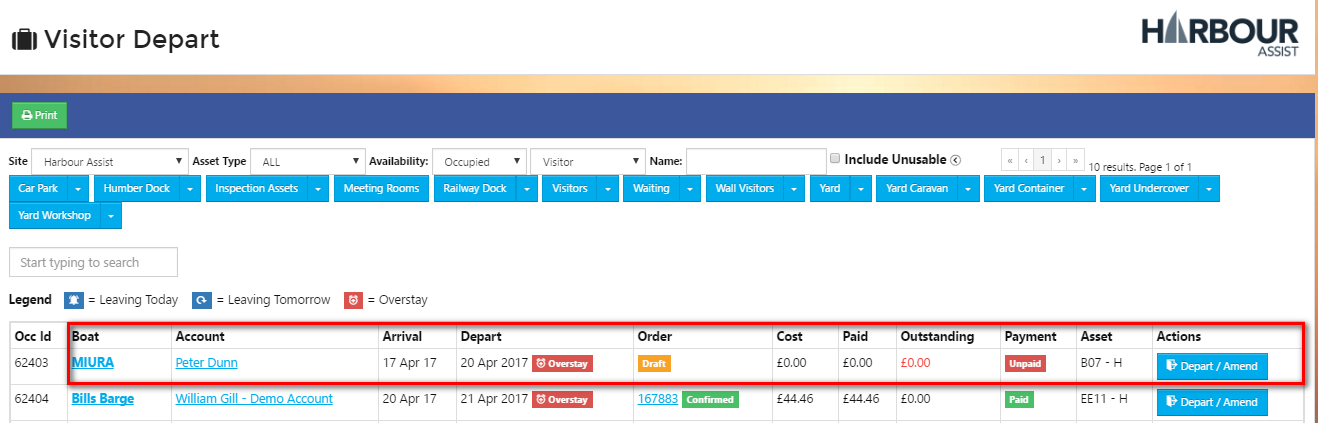 Visitor Depart
HARBOUR
ASSIST
Print
Site Harbour Assist Asset Type ALL Availability: Occupied Visitor Name: Include Unusable « ‹ 1 › » 10 results. Page 1 of 1
Car Park Humber Dock Inspection Assets Meeting Rooms Railway Dock Visitors Waiting Wall Visitors Yard Yard Caravan Yard Container Yard Undercover
Yard Workshop
Start typing to search
Legend = Leaving Today = Leaving Tomorrow = Overstay
Occ Id Boat Account Arrival Depart Order Cost Paid Outstanding Payment Asset Actions
62403 MIURA Peter Dunn 17 Apr 17 20 Apr 2017 Overstay Draft £0.00 £0.00 £0.00 Unpaid B07 - H Depart / Amend
62404 Bills Barge William Gill - Demo Account 20 Apr 17 21 Apr 2017 Overstay 167883 Confirmed £44.46 £44.46 £0.00 Paid EE11 - H Depart / Amend